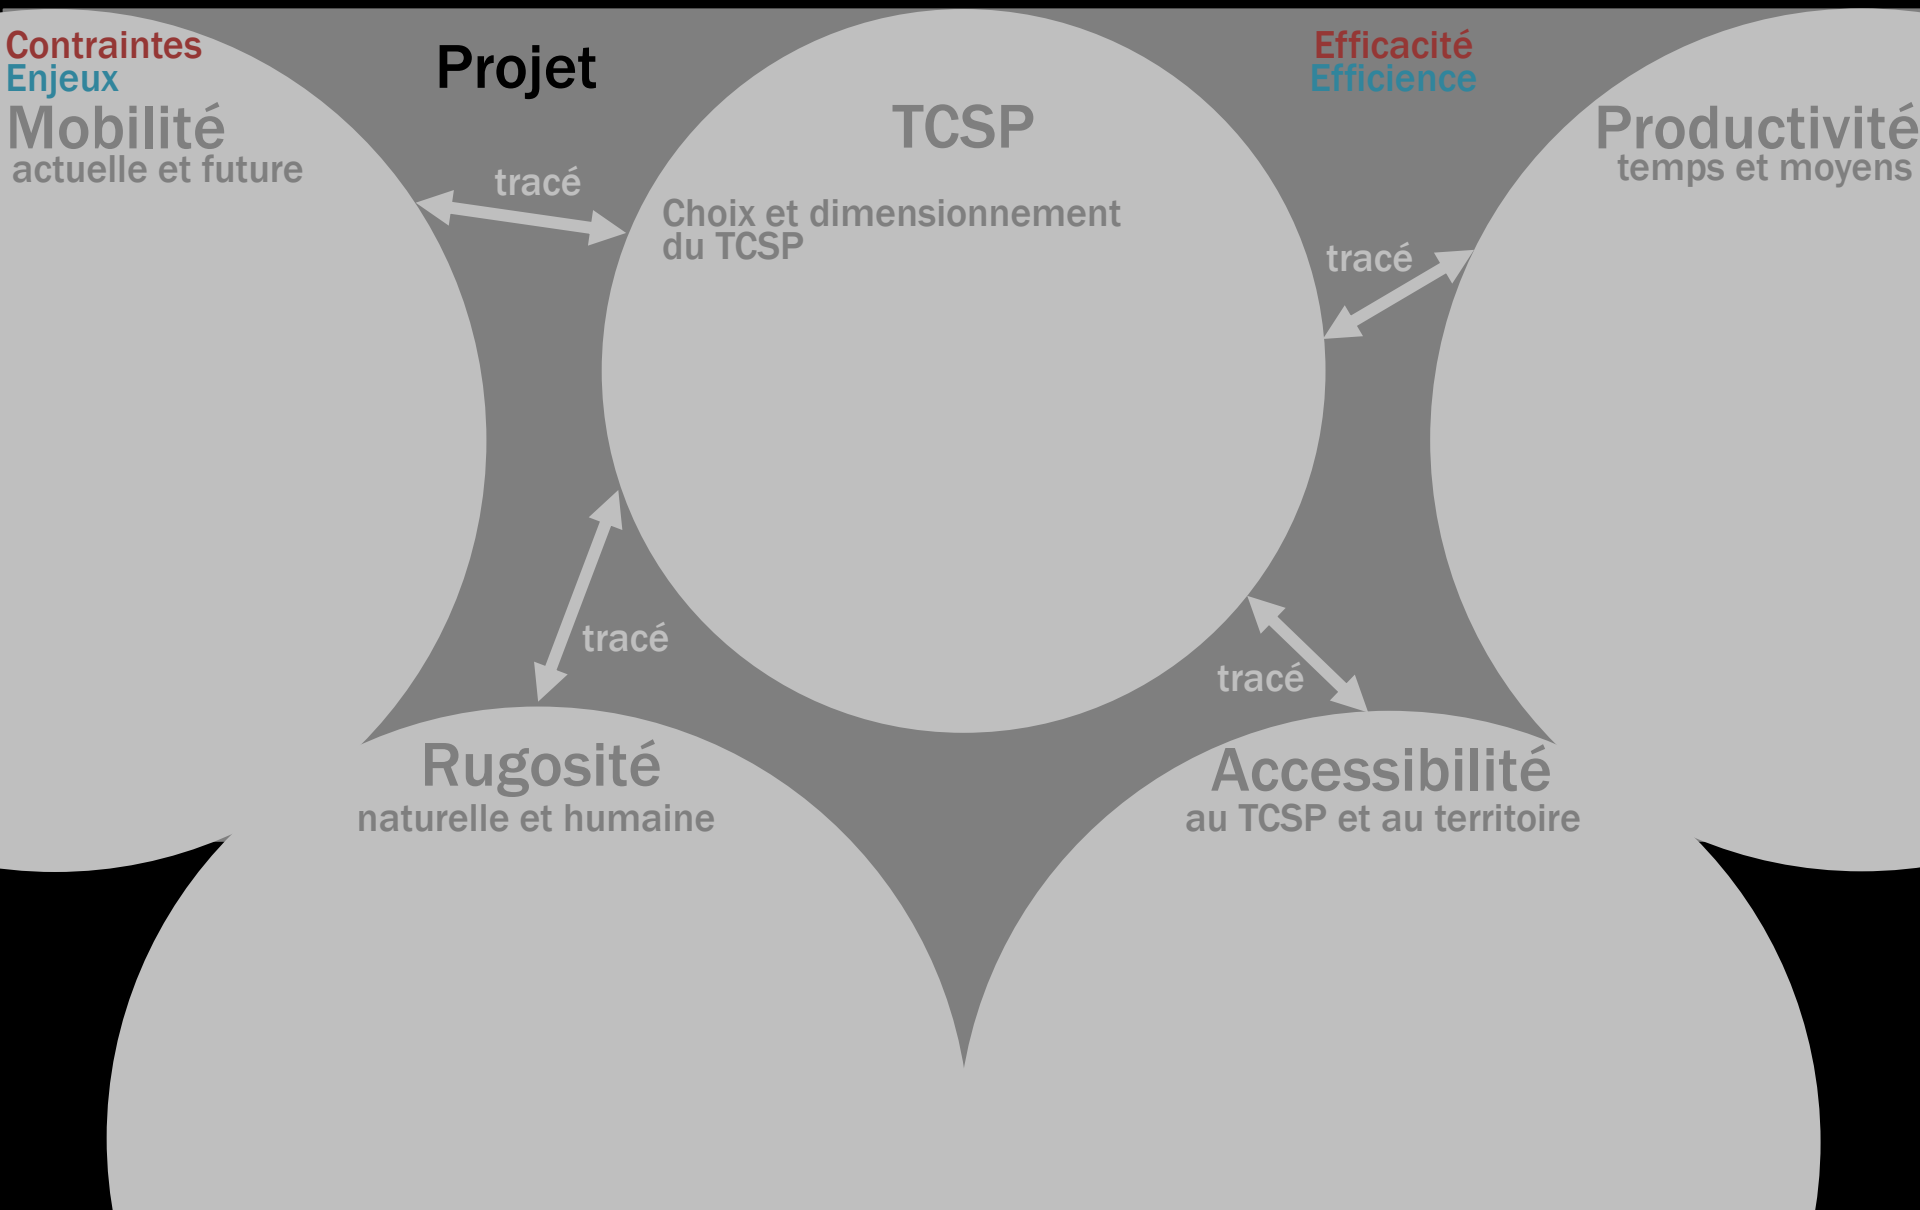 Contraintes
Enjeux
Mobilité
actuelle et future
Projet
tracé
TCSP
Choix et dimensionnement
du TCSP
Efficacité
Efficience
Productivité
temps et moyens
tracé
tracé
tracé
Rugosité
naturelle et humaine
Accessibilité
au TCSP et au territoire